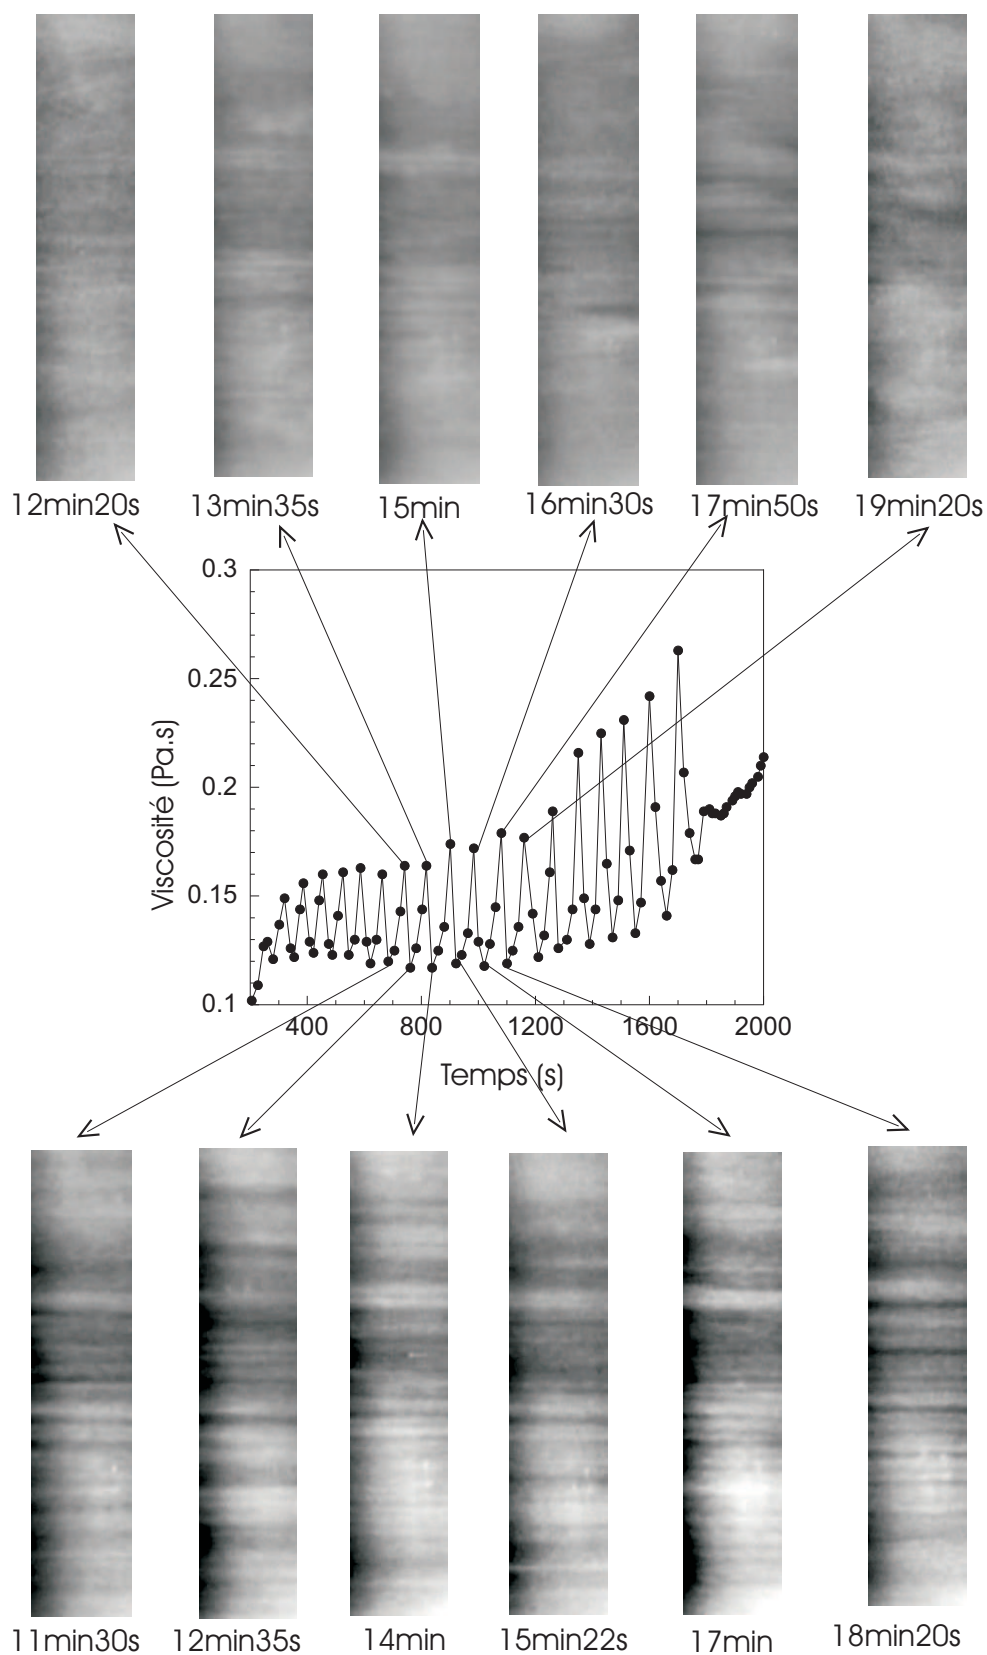 12min20s 13min35s 15min 16min30s 17min50s 19min20s
0.3
0.25
0.2
0.15
0.1
Viscosité (Pa.s)
400 800 1200 1600 2000
Temps (s)
11min30s 12min35s 14min 15min22s 17min 18min20s